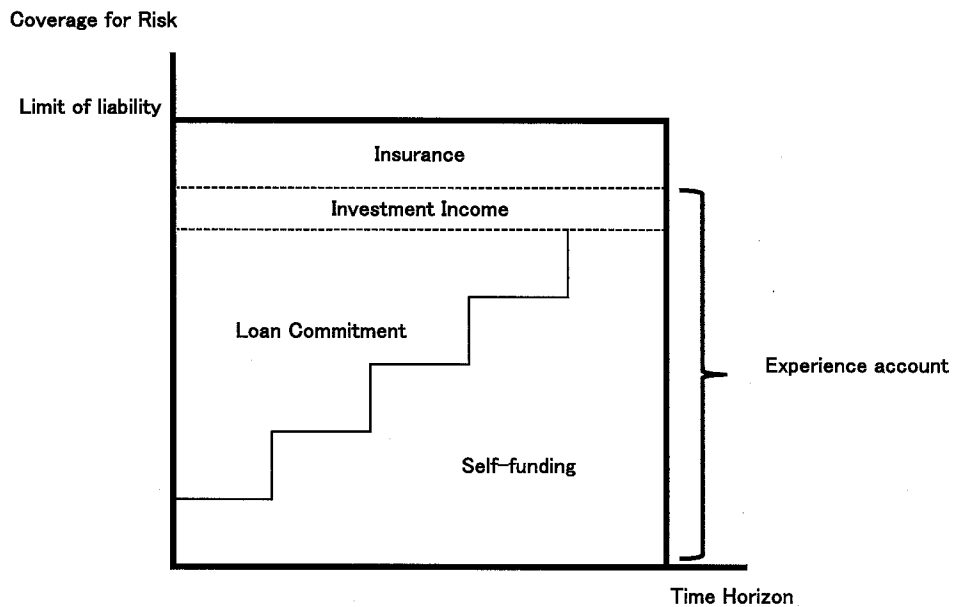 Coverage for Risk
Limit of liability
Insurance
Investment Income
Loan Commitment
Experience account
Self-funding
Time Horizon